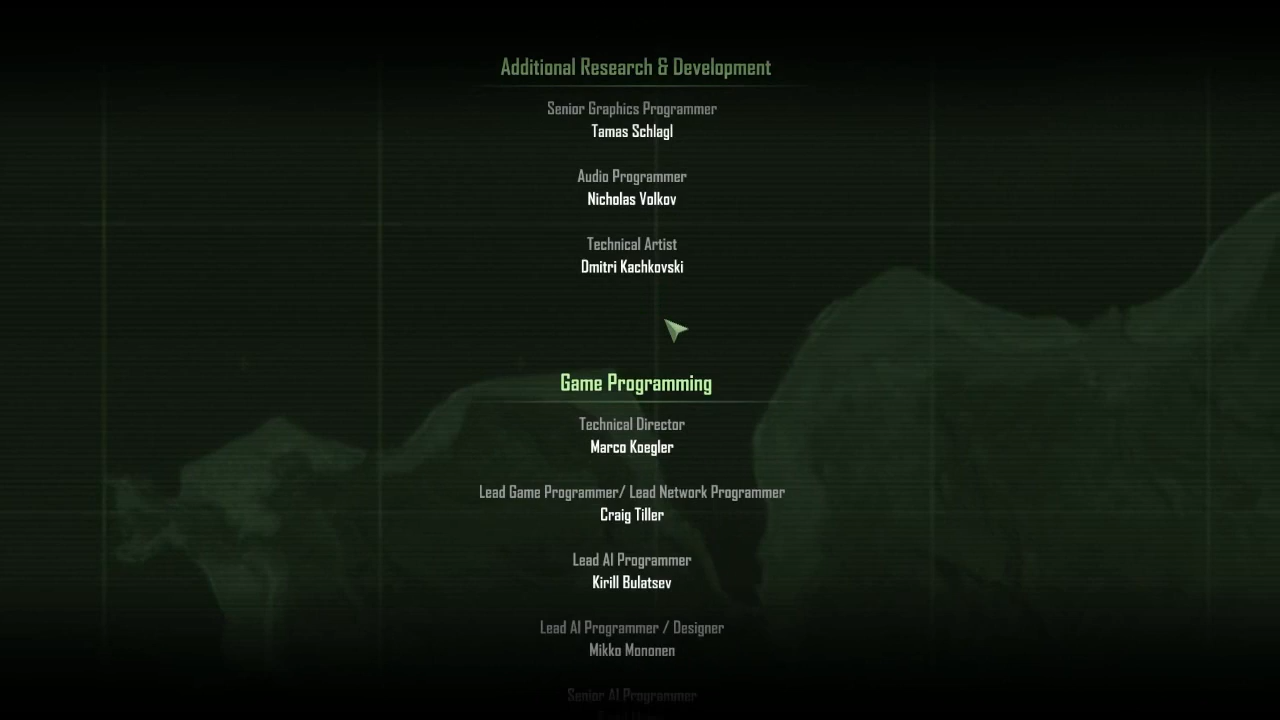 Additional Research & Development
Senior Graphics Programmer
Tamas Schlagl
Audio Programmer
Nicholas Volkov
Technical Artist
Dmitri Kachkovski
Game Programming
Technical Director
Marco Koegler
Lead Game Programmer/ Lead Network Programmer
Craig Tiller
Lead AI Programmer
Kirill Bulatsev
Lead AI Programmer / Designer
Mikko Mononen
Senior AI Programmer